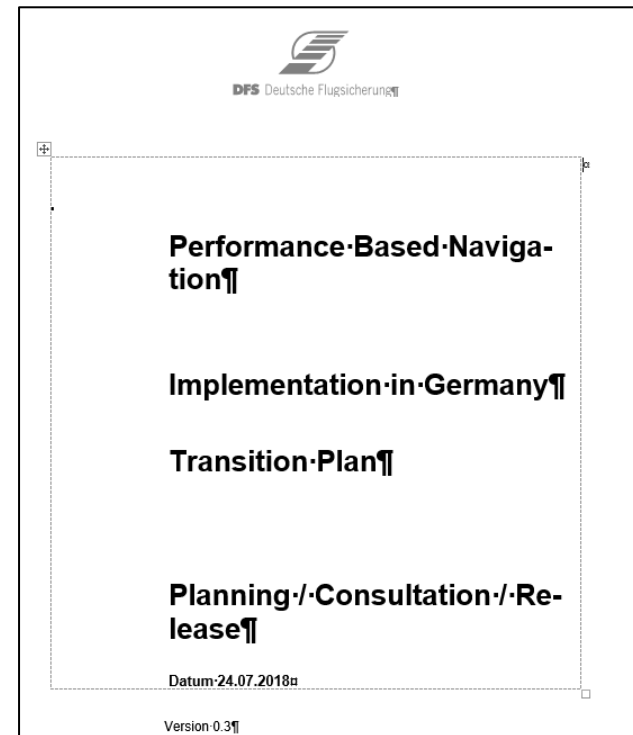 DFS Deutsche Flugsicherung¶
Performance·Based·Naviga-
tion¶
Implementation·in·Germany¶
Transition·Plan¶
Planning·/·Consultation·/·Re-
lease¶
Datum·24.07.2018¤
Version·0.3¶